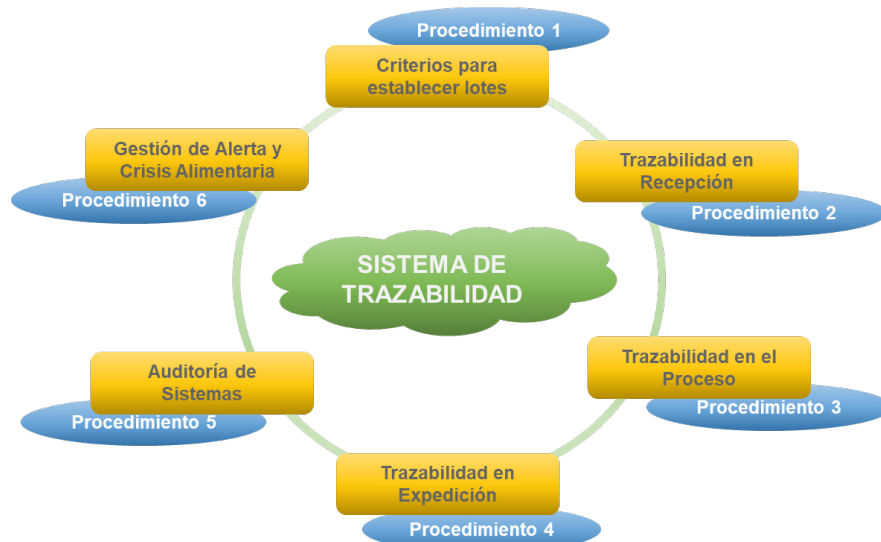 Procedimiento 1
Criterios para
establecer lotes
Trazabilidad en
Recepción
Procedimiento 2
Trazabilidad en el
Proceso
Procedimiento 3
Trazabilidad en
Expedición
Procedimiento 4
Auditoría de
Sistemas
Procedimiento 5
Gestión de Alerta y
Crisis Alimentaria
Procedimiento 6
SISTEMA DE
TRAZABILIDAD